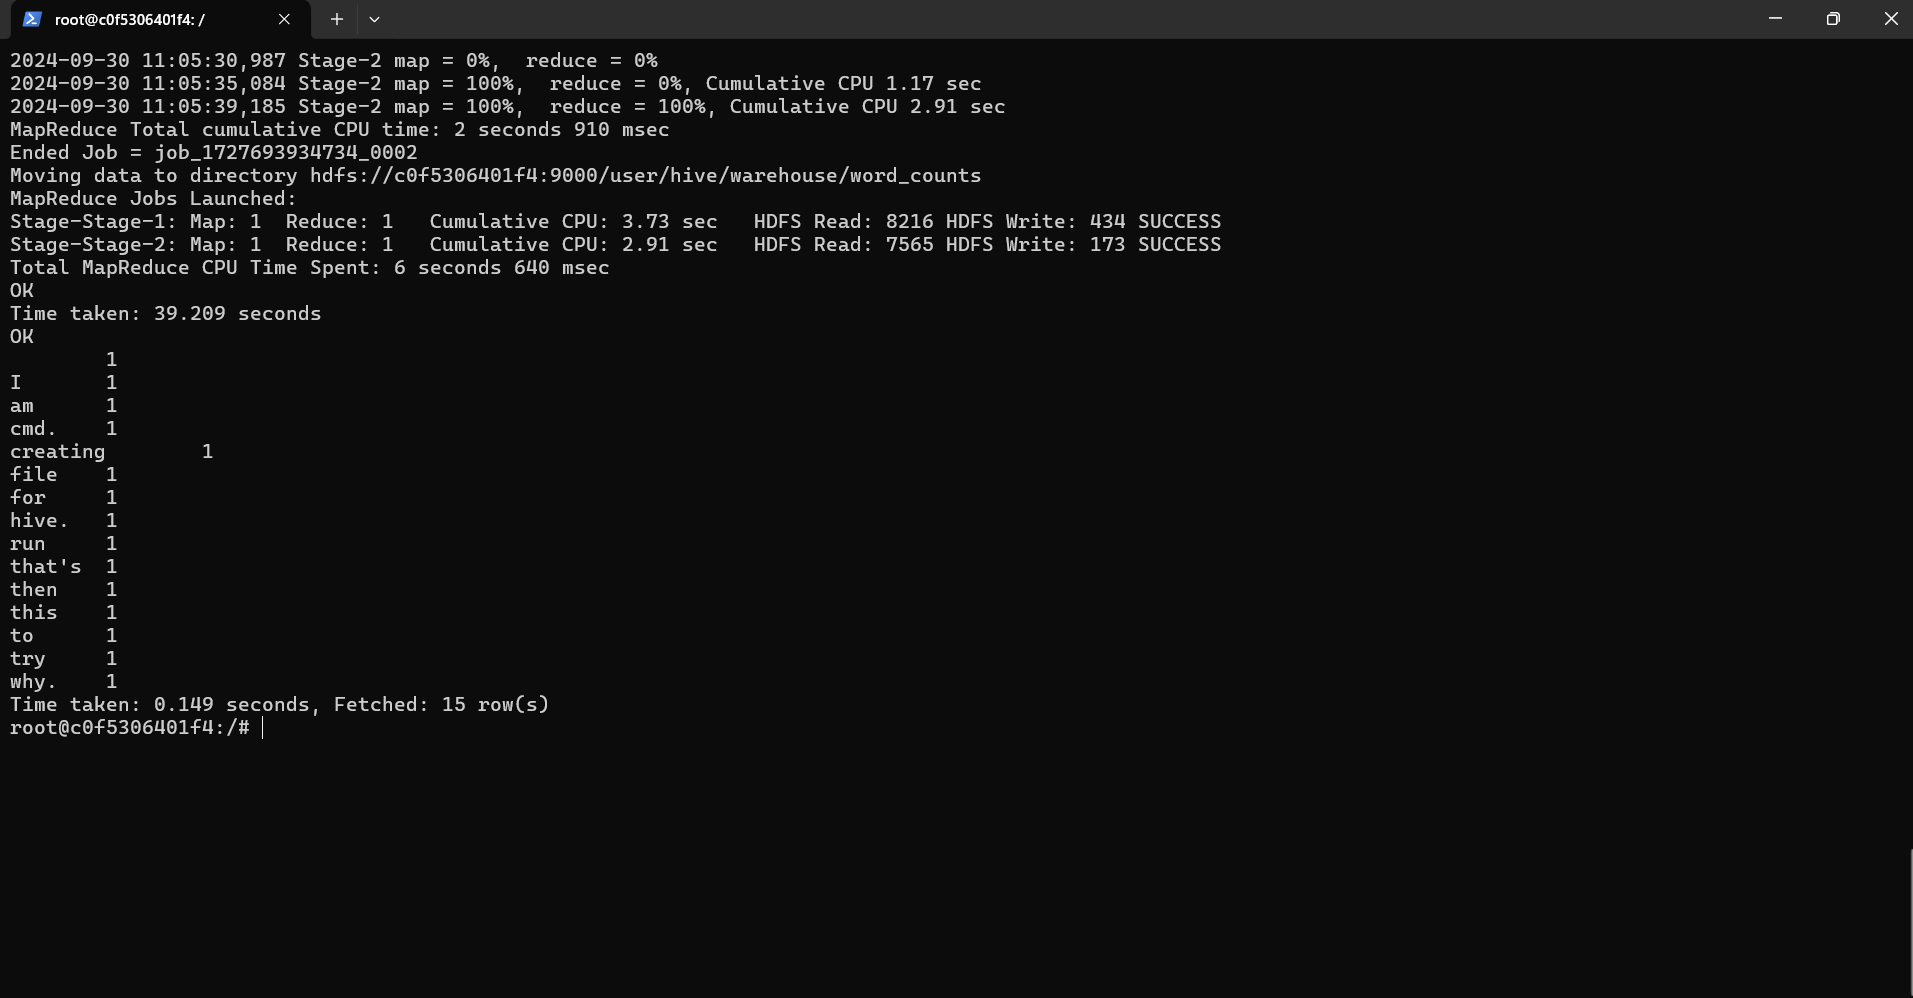 root@c0f5306401f4: /
2024-09-30 11:05:30,987 Stage-2 map = 0%,  reduce = 0%
2024-09-30 11:05:35,084 Stage-2 map = 100%,  reduce = 0%, Cumulative CPU 1.17 sec
2024-09-30 11:05:39,185 Stage-2 map = 100%,  reduce = 100%, Cumulative CPU 2.91 sec
MapReduce Total cumulative CPU time: 2 seconds 910 msec
Ended Job = job_1727693934734_0002
Moving data to directory hdfs://c0f5306401f4:9000/user/hive/warehouse/word_counts
MapReduce Jobs Launched:
Stage-Stage-1: Map: 1  Reduce: 1   Cumulative CPU: 3.73 sec   HDFS Read: 8216 HDFS Write: 434 SUCCESS
Stage-Stage-2: Map: 1  Reduce: 1   Cumulative CPU: 2.91 sec   HDFS Read: 7565 HDFS Write: 173 SUCCESS
Total MapReduce CPU Time Spent: 6 seconds 640 msec
OK
Time taken: 39.209 seconds
OK
        1
I       1
am      1
cmd.    1
creating        1
file    1
for     1
hive.   1
run     1
that's  1
then    1
this    1
to      1
try     1
why.    1
Time taken: 0.149 seconds, Fetched: 15 row(s)
root@c0f5306401f4:/#